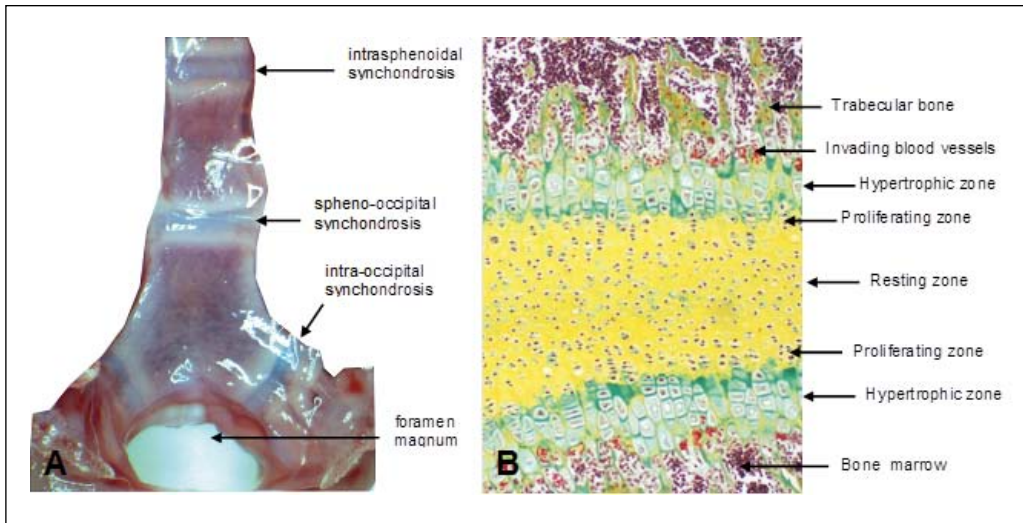 intrasphenoidal
synchondrosis
spheno-occipital
synchondrosis
intra-occipital
synchondrosis
foramen
magnum
A
Trabecular bone
Invading blood vessels
Hypertrophic zone
Proliferating zone
Resting zone
Proliferating zone
Hypertrophic zone
Bone marrow
B